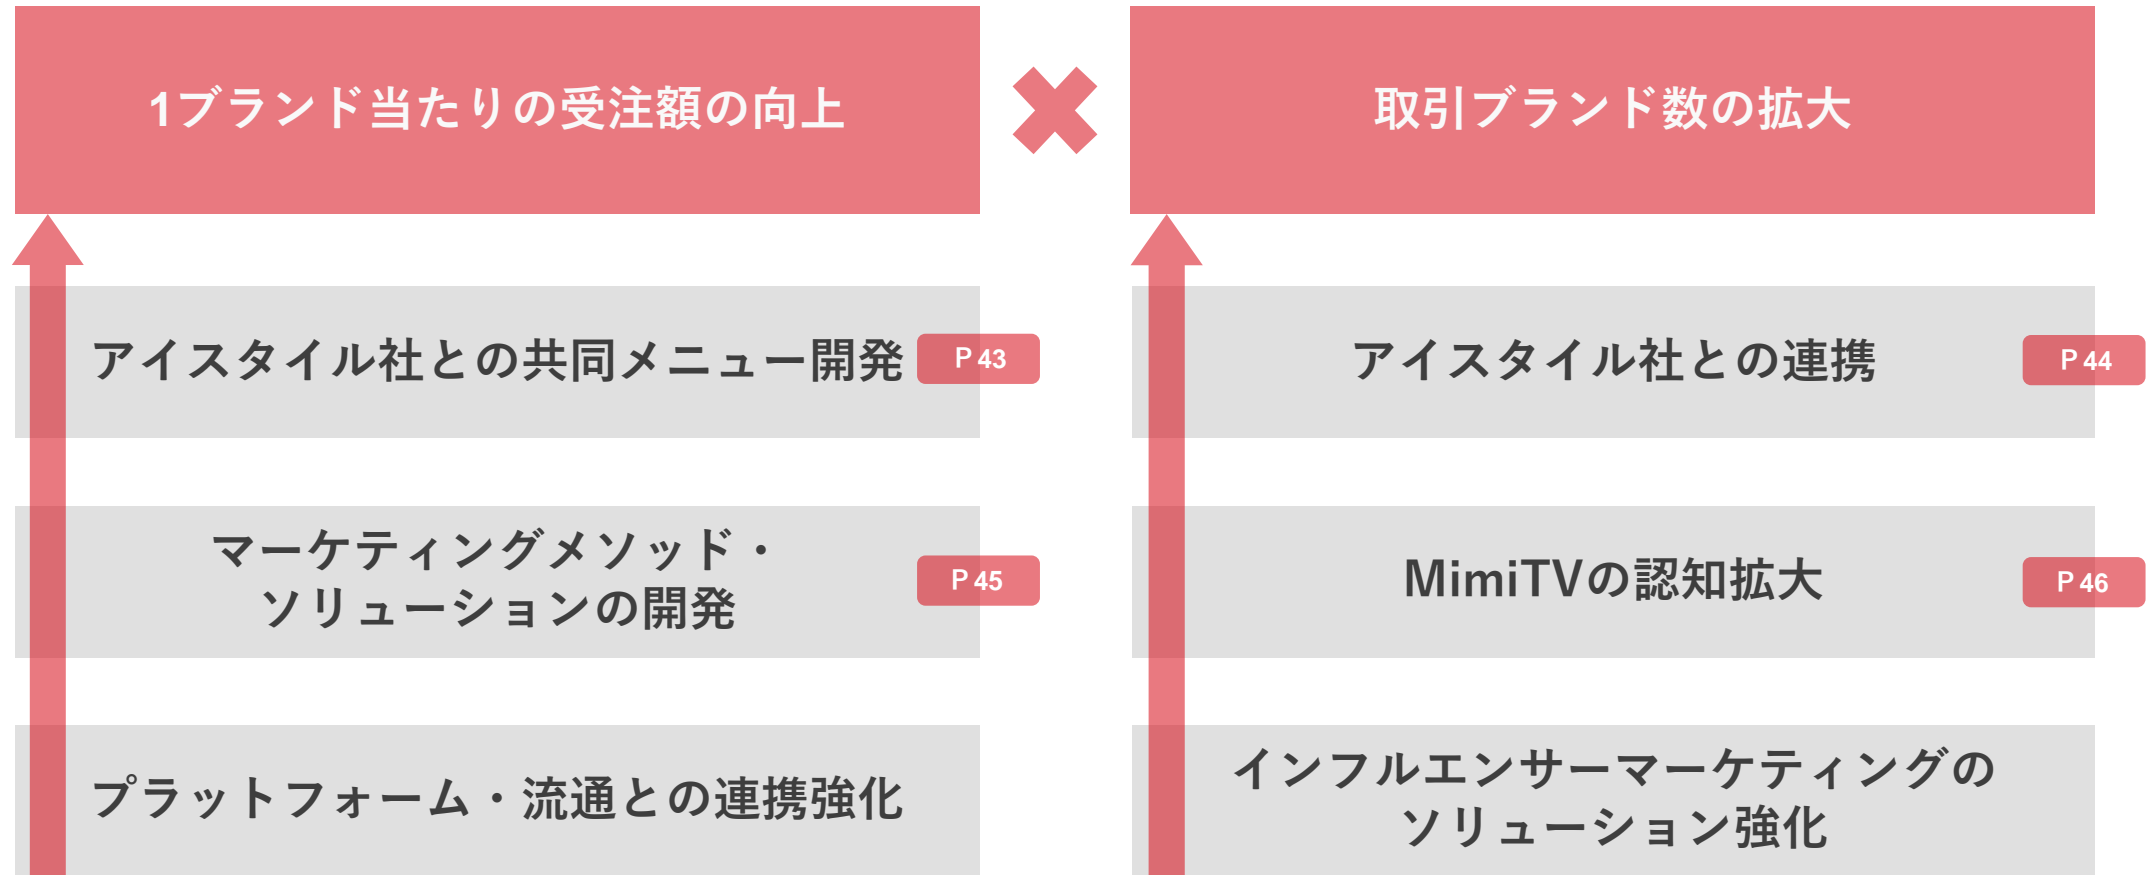 1ブランド当たりの受注額の向上
取引ブランド数の拡大
アイスタイル社との共同メニュー開発
P 43
アイスタイル社との連携
P 44
マーケティングメソッド・
ソリューションの開発
P 45
MimiTVの認知拡大
P 46
プラットフォーム・流通との連携強化
インフルエンサーマーケティングの
ソリューション強化